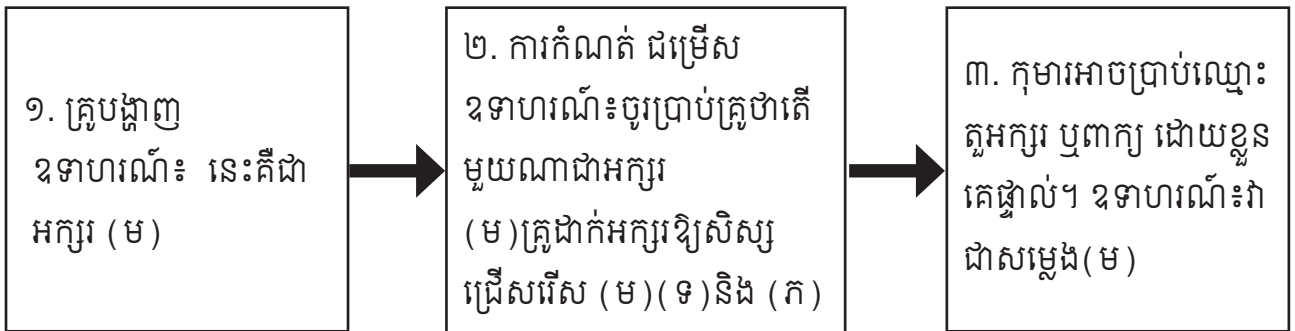 ១. គ្រូបង្ហាញ
ឧទាហរណ៍៖ នេះគឺជា
អក្សរ (ម)
២. ការកំណត់ ជម្រើស
ឧទាហរណ៍៖ចូរប្រាប់គ្រូថាតើ
មួយណាជាអក្សរ
(ម)គ្រូដាក់អក្សរឱ្យសិស្ស
ជ្រើសរើស (ម)(ទ)និង (ភ)
៣. កុមារអាចប្រាប់ឈ្មោះ
តួអក្សរ ឬពាក្យ ដោយខ្លួន
គេផ្ទាល់។ ឧទាហរណ៍៖វា
ជាសម្លេង(ម)